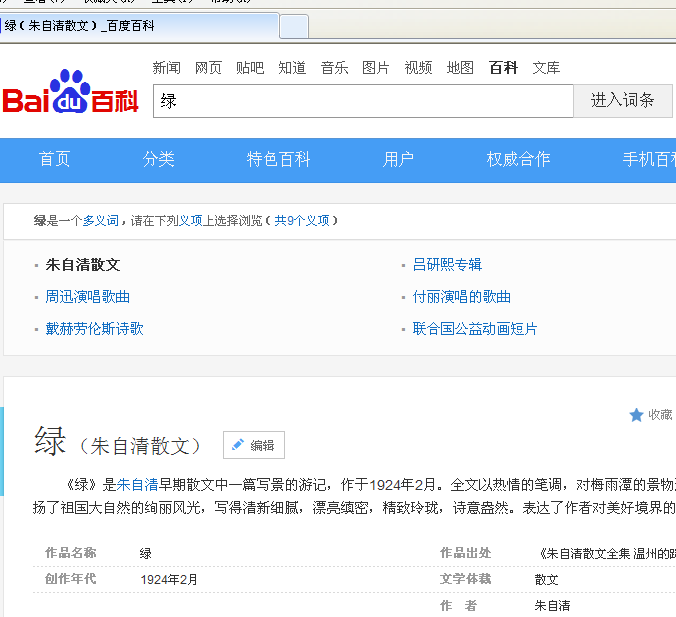 绿（朱自清散文）_百度百科
新闻 网页 贴吧 知道 音乐 图片 视频 地图 百科 文库
Bai du 百科
绿 进入词条
首页 分类 特色百科 用户 权威合作 手机百
绿是一个多义词，请在下列义项上选择浏览（共9个义项）
▪ 朱自清散文 ▪ 吕研熙专辑
▪ 周迅演唱歌曲 ▪ 付丽演唱的歌曲
▪ 戴赫劳伦斯诗歌 ▪ 联合国公益动画短片
收藏
绿（朱自清散文） 编辑
《绿》是朱自清早期散文中一篇写景的游记，作于1924年2月。全文以热情的笔调，对梅雨潭的景物
扬了祖国大自然的绚丽风光，写得清新细腻，漂亮缜密，精致玲珑，诗意盎然。表达了作者对美好境界的
作品名称 绿 作品出处 《朱自清散文全集 温州的
创作年代 1924年2月 文学体裁 散文
作 者 朱自清